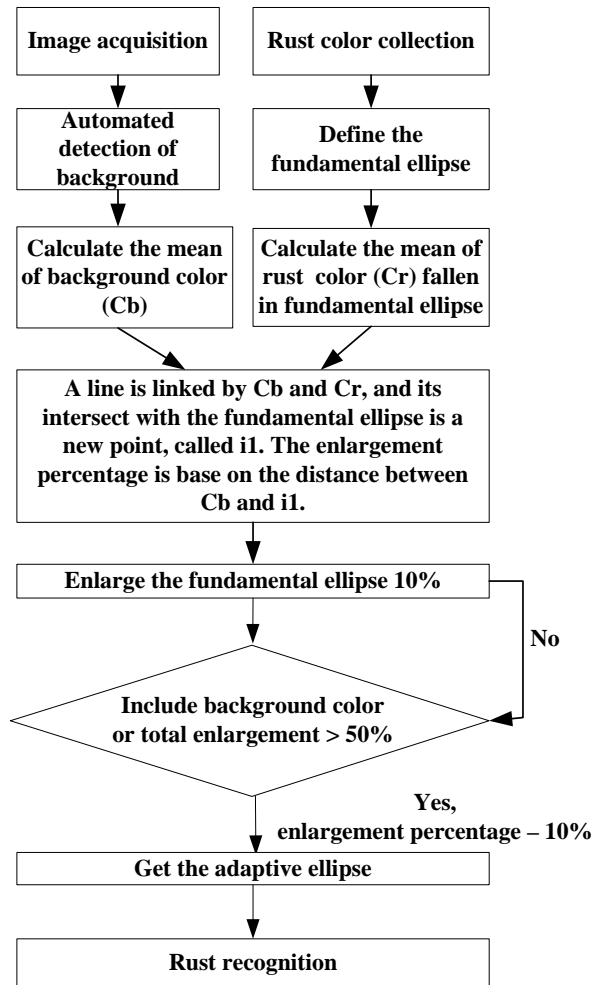 Image acquisition
Rust color collection
Automated
detection of
background
Define the
fundamental ellipse
Calculate the mean
of background color
(Cb)
Calculate the mean of
rust color (Cr) fallen
in fundamental ellipse
A line is linked by Cb and Cr, and its
intersect with the fundamental ellipse is a
new point, called i1. The enlargement
percentage is base on the distance between
Cb and i1.
Enlarge the fundamental ellipse 10%
No
Include background color
or total enlargement > 50%
Yes,
enlargement percentage – 10%
Get the adaptive ellipse
Rust recognition